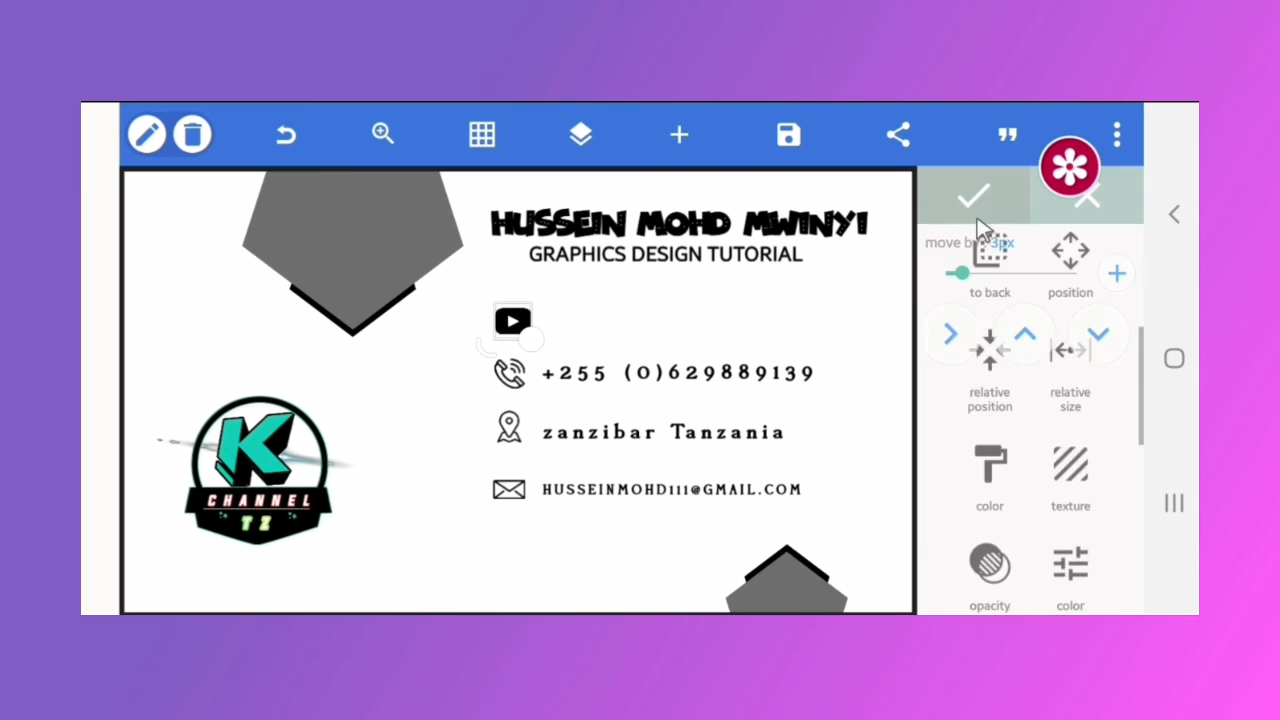 HUSSEIN MOHD MWINYI
GRAPHICS DESIGN TUTORIAL
+255 (0)629889139
zanzibar Tanzania
HUSSEINMOHD111@GMAIL.COM
K
CHANNEL
TZ
move by: 3px
to back
position
relative
position
relative
size
color
texture
opacity
color